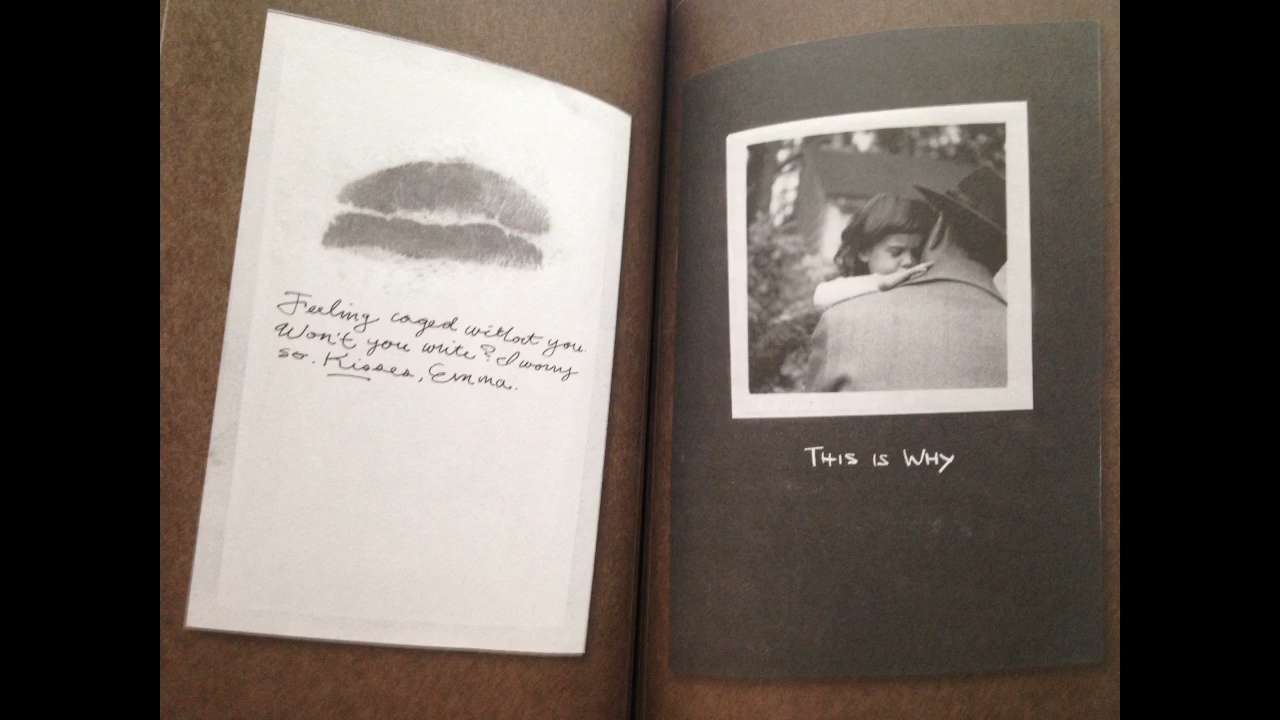 Feeling caged without you.
Won't you write? I worry
so. Kisses, Emma.
THIS IS WHY